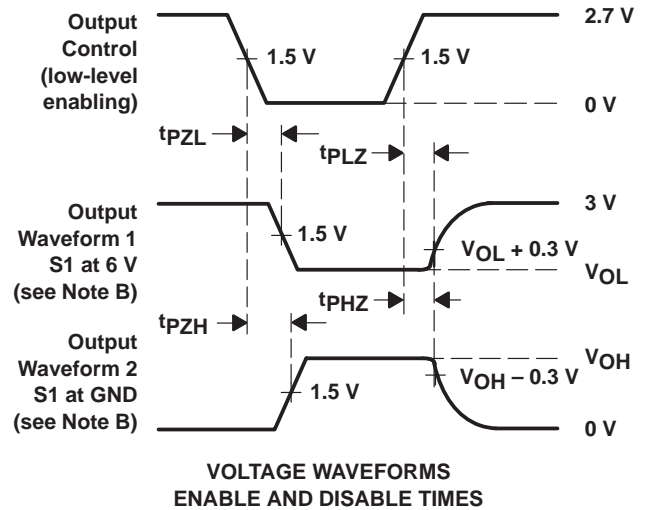 Output
Control
(low-level
enabling)
1.5 V
1.5 V
2.7 V
0 V
tPZL
tPLZ
Output
Waveform 1
S1 at 6 V
(see Note B)
1.5 V
3 V
VOL + 0.3 V
VOL
tPZH
tPHZ
Output
Waveform 2
S1 at GND
(see Note B)
1.5 V
VOH
VOH – 0.3 V
0 V
VOLTAGE WAVEFORMS
ENABLE AND DISABLE TIMES